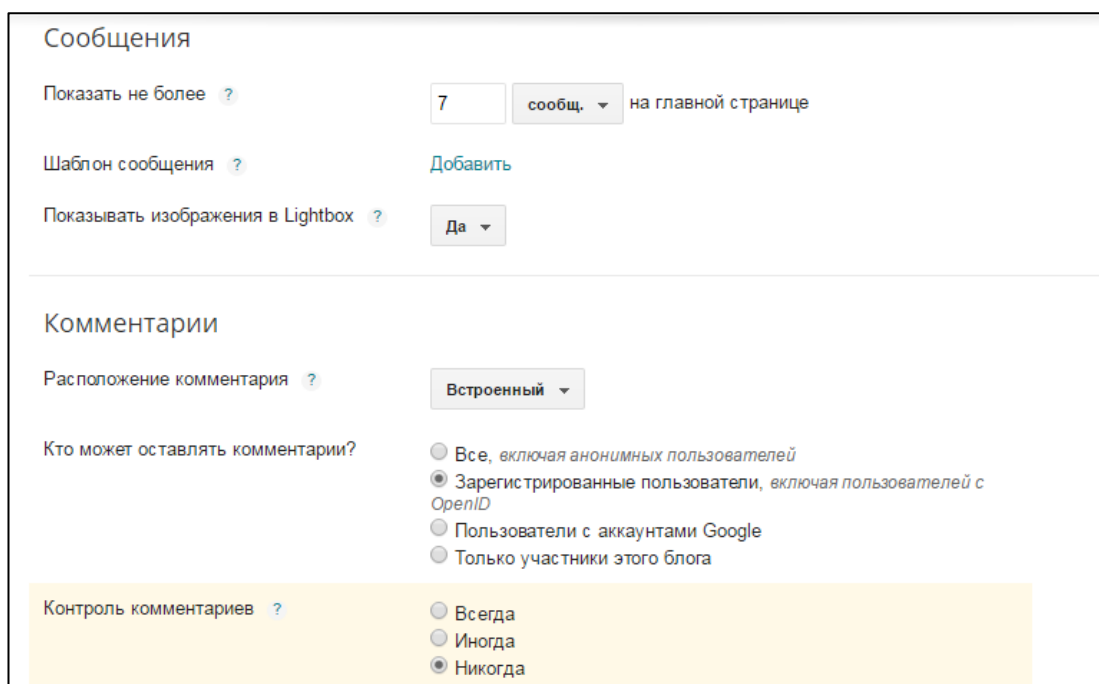 Сообщения
Показать не более ? 7 сообщ. на главной странице
Шаблон сообщения ? Добавить
Показывать изображения в Lightbox ? Да
Комментарии
Расположение комментария ? Встроенный
Кто может оставлять комментарии? Все, включая анонимных пользователей
Зарегистрированные пользователи, включая пользователей с
OpenID
Пользователи с аккаунтами Google
Только участники этого блога
Контроль комментариев ? Всегда
Иногда
Никогда